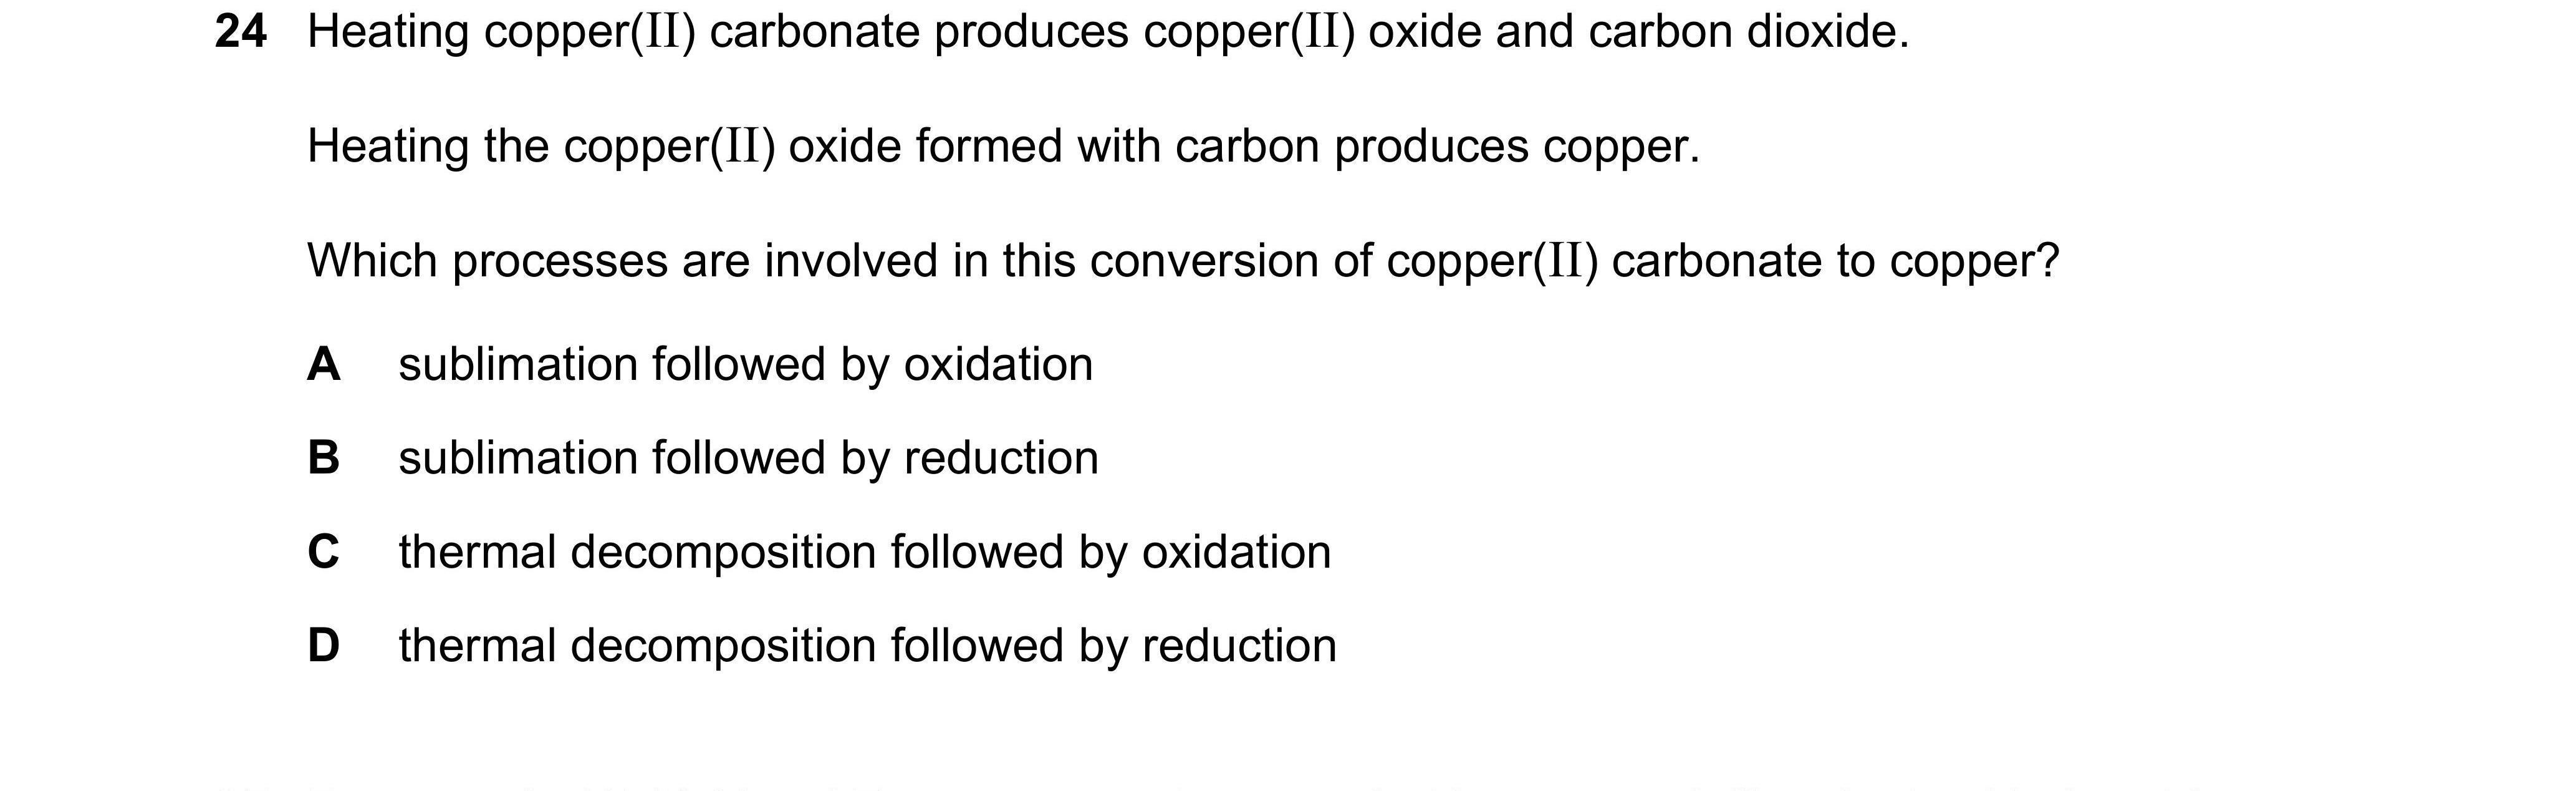 24 Heating copper(II) carbonate produces copper(II) oxide and carbon dioxide.
Heating the copper(II) oxide formed with carbon produces copper.
Which processes are involved in this conversion of copper(II) carbonate to copper?
A sublimation followed by oxidation
B sublimation followed by reduction
C thermal decomposition followed by oxidation
D thermal decomposition followed by reduction